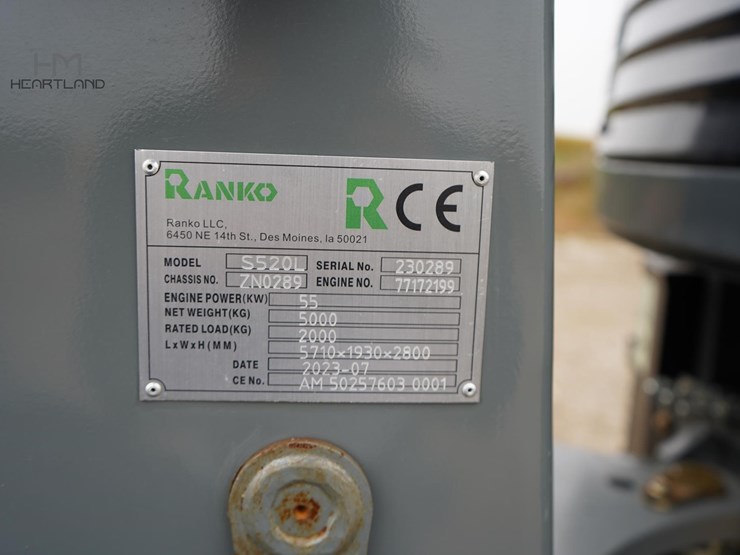 HM
HEARTLAND
RANKO R CE
Ranko LLC,
6450 NE 14th St., Des Moines, Ia 50021
MODEL S520L SERIAL No. 230289
CHASSIS NO. ZN0289 ENGINE NO. 77172199
ENGINE POWER(KW) 55
NET WEIGHT(KG) 5000
RATED LOAD(KG) 2000
LxWxH(MM) 5710×1930×2800
DATE 2023-07
CE No. AM 50257603 0001